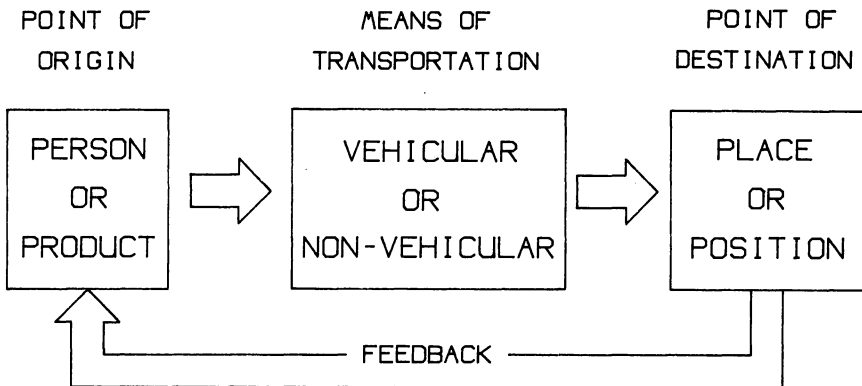 POINT OF
ORIGIN
MEANS OF
TRANSPORTATION
POINT OF
DESTINATION
PERSON
OR
PRODUCT
VEHICULAR
OR
NON-VEHICULAR
PLACE
OR
POSITION
FEEDBACK